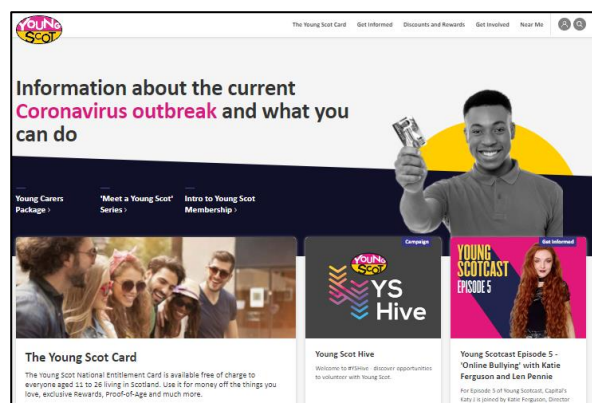 YOUNG
SCOT
The Young Scot Card Get Informed Discounts and Rewards Get Involved Near Me
Information about the current
Coronavirus outbreak and what you
can do
Young Carers
Package ›
'Meet a Young Scot'
Series ›
Intro to Young Scot
Membership ›
The Young Scot Card
The Young Scot National Entitlement Card is available free of charge to
everyone aged 11 to 26 living in Scotland. Use it for money off the things you
love, exclusive Rewards, Proof-of-Age and much more.
Campaign
YOUNG
SCOT
YS
Hive
Young Scot Hive
Welcome to #YSHive - discover opportunities
to volunteer with Young Scot.
Get Informed
YOUNG
SCOTCAST
EPISODE 5
Young Scotcast Episode 5 -
'Online Bullying' with Katie
Ferguson and Len Pennie
For Episode 5 of Young Scotcast, Capital's
Katy J is joined by Katie Ferguson, Director